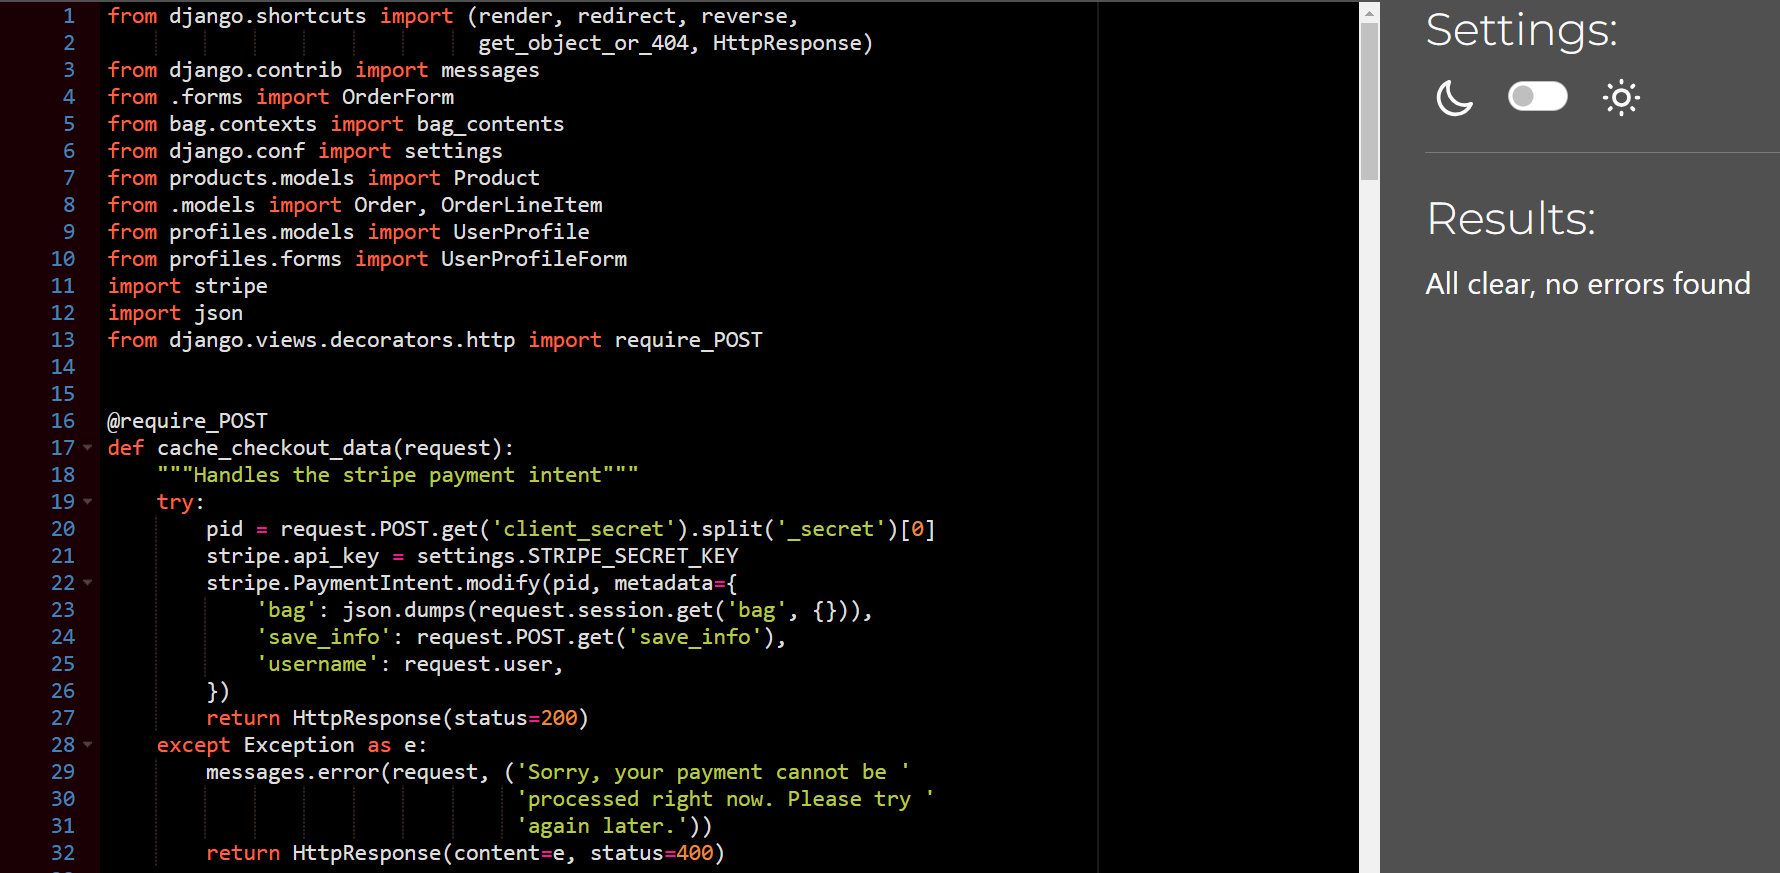 1 from django.shortcuts import (render, redirect, reverse,
2 get_object_or_404, HttpResponse)
3 from django.contrib import messages
4 from .forms import OrderForm
5 from bag.contexts import bag_contents
6 from django.conf import settings
7 from products.models import Product
8 from .models import Order, OrderLineItem
9 from profiles.models import UserProfile
10 from profiles.forms import UserProfileForm
11 import stripe
12 import json
13 from django.views.decorators.http import require_POST
14
15
16 @require_POST
17 def cache_checkout_data(request):
18     """Handles the stripe payment intent"""
19     try:
20         pid = request.POST.get('client_secret').split('_secret')[0]
21         stripe.api_key = settings.STRIPE_SECRET_KEY
22         stripe.PaymentIntent.modify(pid, metadata={
23             'bag': json.dumps(request.session.get('bag', {})),
24             'save_info': request.POST.get('save_info'),
25             'username': request.user,
26         })
27         return HttpResponse(status=200)
28     except Exception as e:
29         messages.error(request, ('Sorry, your payment cannot be '
30                                  'processed right now. Please try '
31                                  'again later.'))
32         return HttpResponse(content=e, status=400)
Settings:
Results:
All clear, no errors found